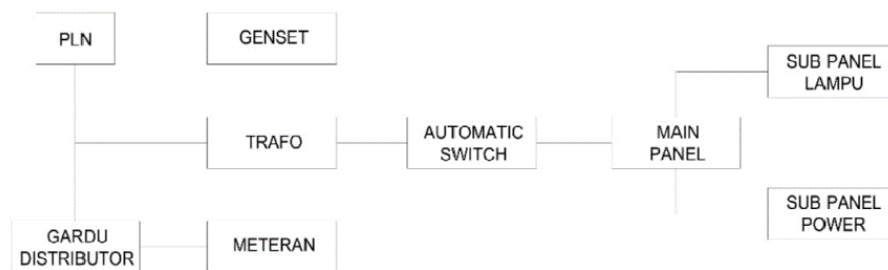 PLN
GENSET
SUB PANEL
LAMPU
TRAFO
AUTOMATIC
SWITCH
MAIN
PANEL
SUB PANEL
POWER
GARDU
DISTRIBUTOR
METERAN